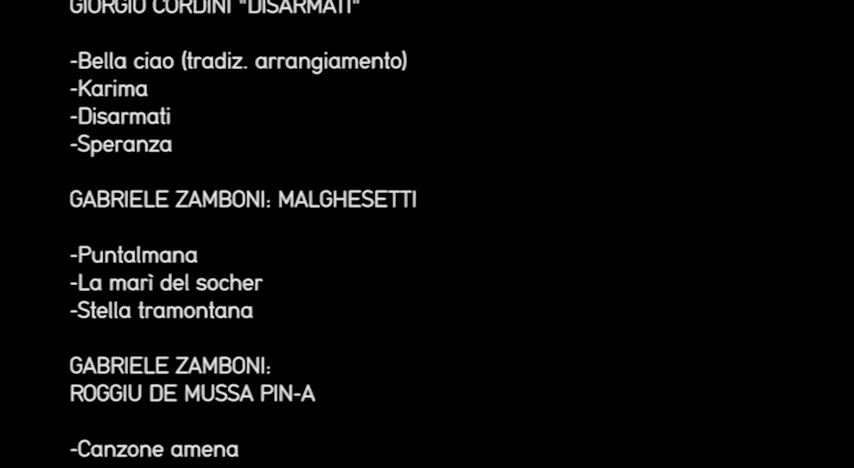 GIORGIO CORDINI "DISARMATI"
-Bella ciao (tradiz. arrangiamento)
-Karima
-Disarmati
-Speranza
GABRIELE ZAMBONI: MALGHESETTI
-Puntalmana
-La marì del socher
-Stella tramontana
GABRIELE ZAMBONI:
ROGGIU DE MUSSA PIN-A
-Canzone amena